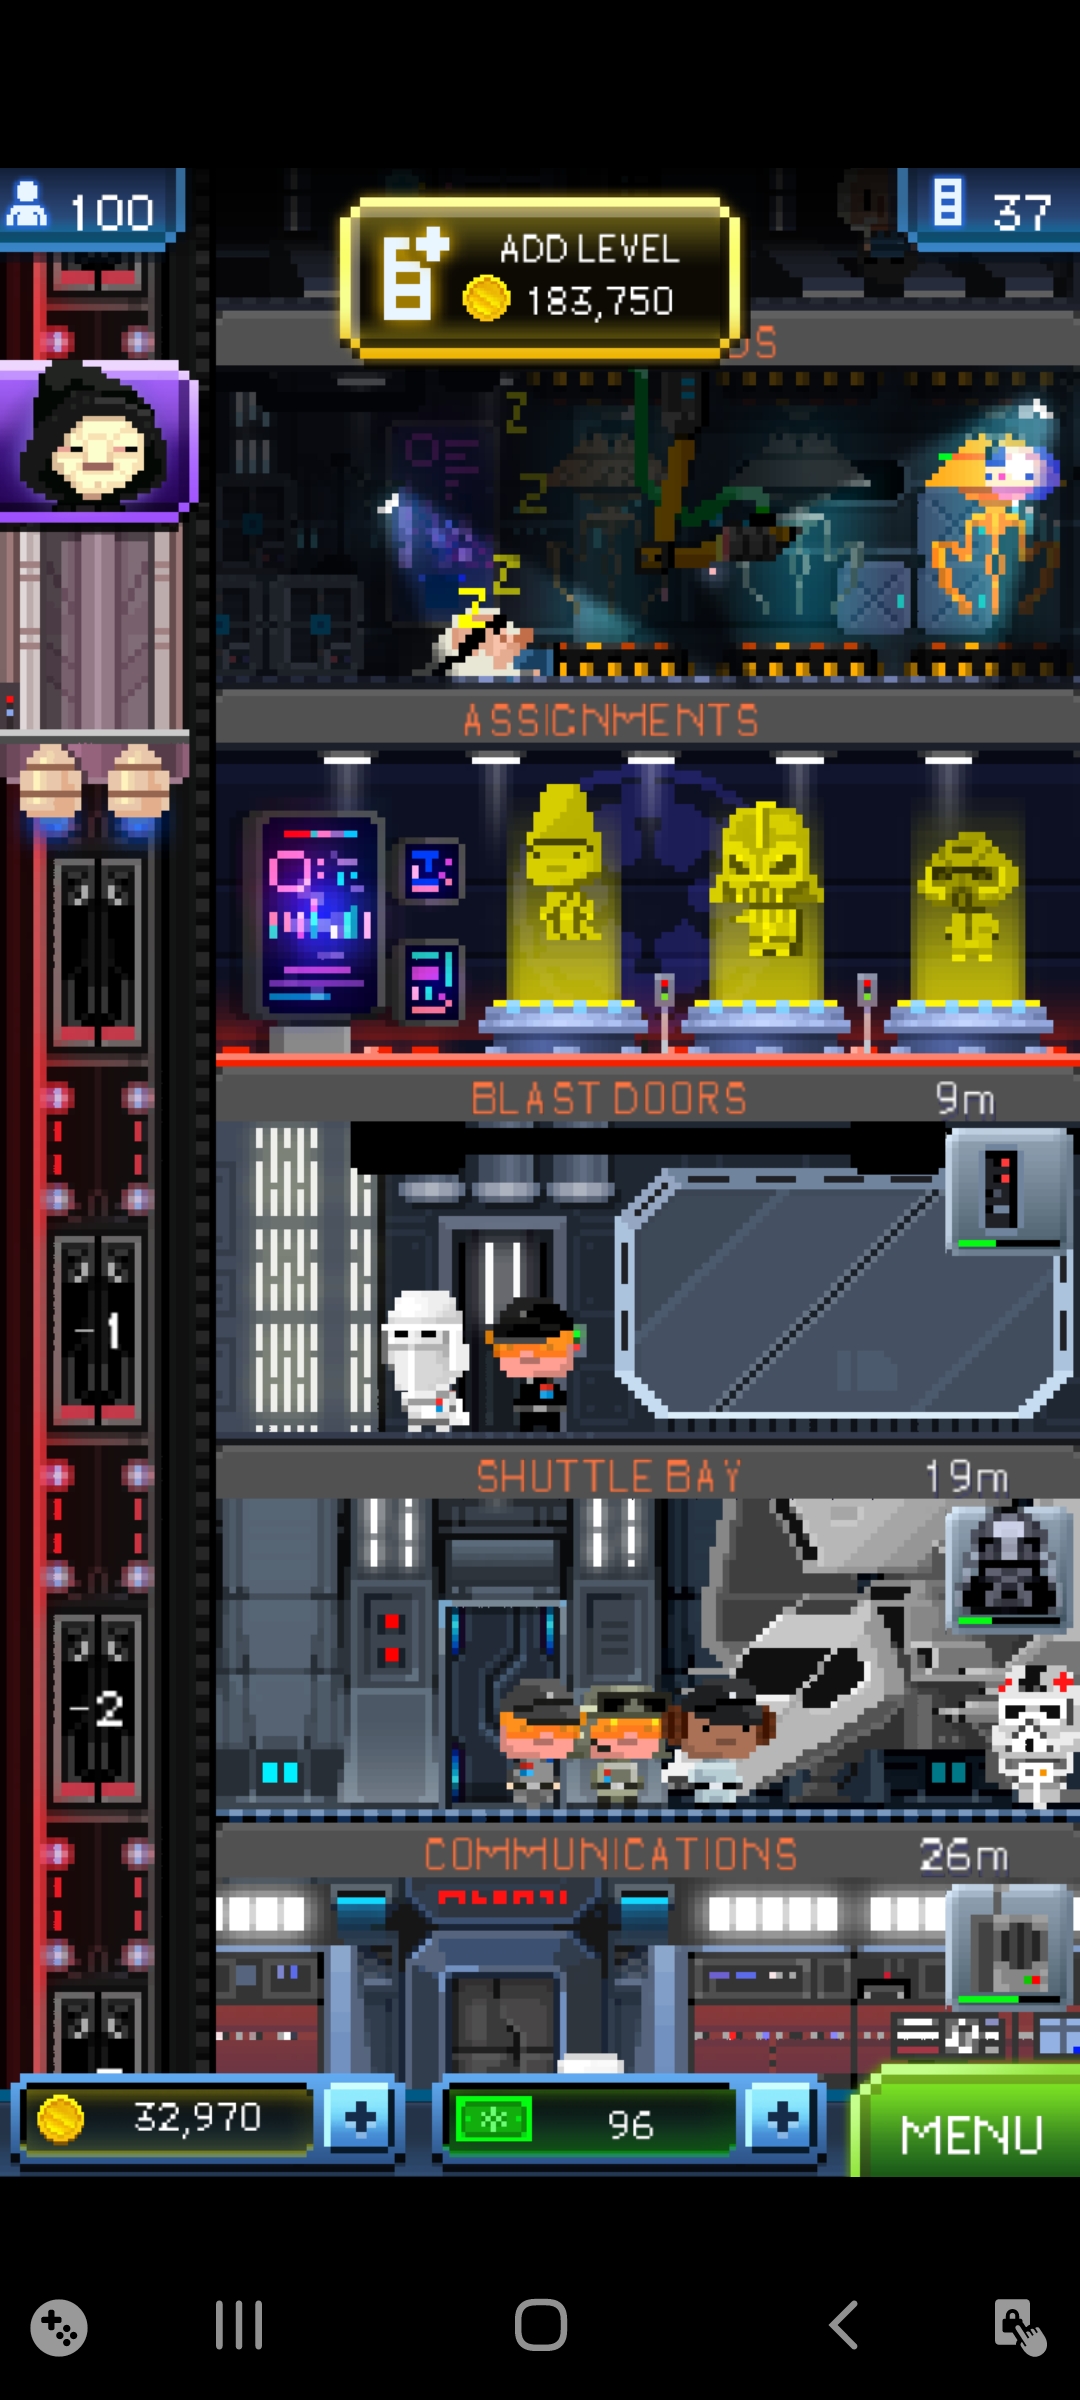 100
37
ADD LEVEL
183,750
DS
Z
Z
Z
Z
ASSIGNMENTS
BLAST DOORS
9m
-1
SHUTTLE BAY
19m
-2
COMMUNICATIONS
26m
32,970
+
96
+
MENU